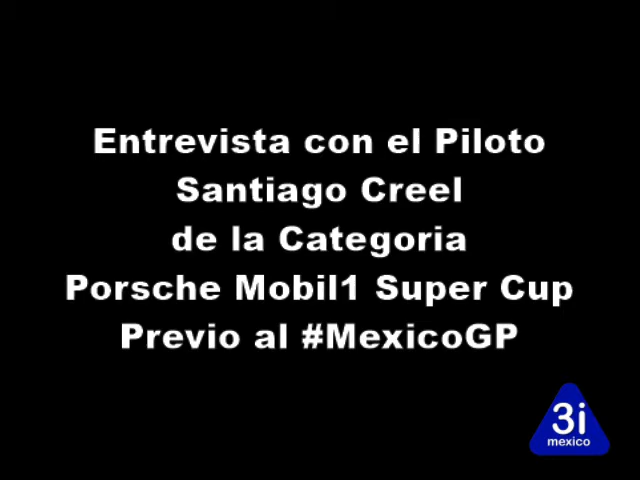 Entrevista con el Piloto
Santiago Creel
de la Categoria
Porsche Mobil1 Super Cup
Previo al #MexicoGP
3i
mexico